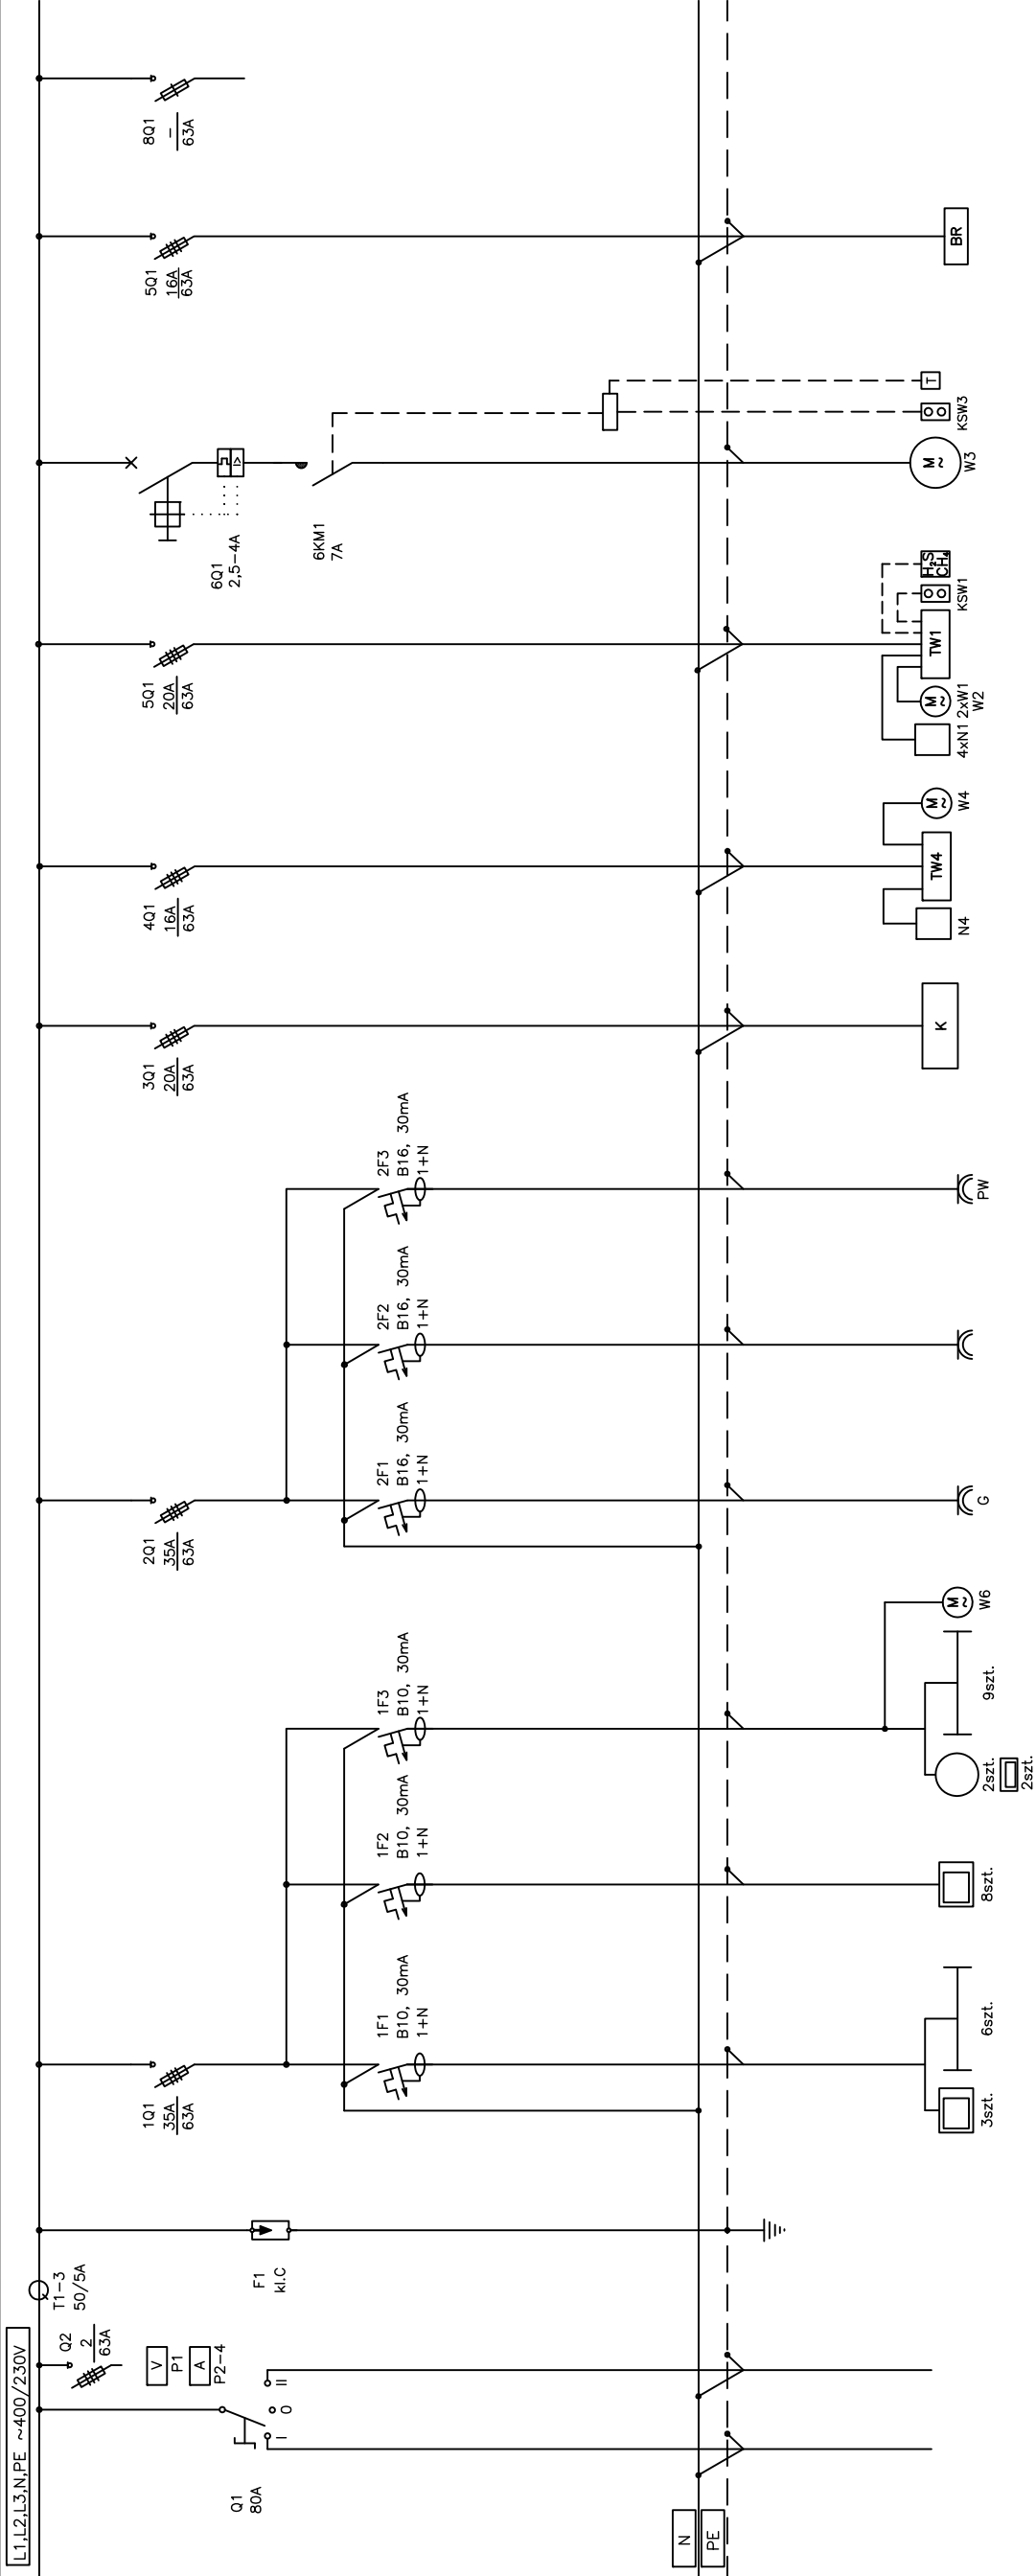 L1,L2,L3,N,PE ~400/230V
Q1
80A
I
O
II
Q2
2
63A
V
P1
A
P2-4
T1-3
50/5A
F1
kl.C
N
PE
1Q1
35A
63A
1F1
B10, 30mA
1+N
3szt.
6szt.
1F2
B10, 30mA
1+N
8szt.
1F3
B10, 30mA
1+N
2szt.
2szt.
9szt.
M ~
W6
2Q1
35A
63A
2F1
B16, 30mA
1+N
G
2F2
B16, 30mA
1+N
2F3
B16, 30mA
1+N
PW
3Q1
20A
63A
K
4Q1
16A
63A
N4
TW4
M ~
W4
5Q1
20A
63A
4xN1
M ~
2xW1
W2
TW1
KSW1
H₂S
CH₄
6Q1
2,5-4A
I>
6KM1
7A
M ~
W3
KSW3
T
5Q1
16A
63A
BR
8Q1
-
63A